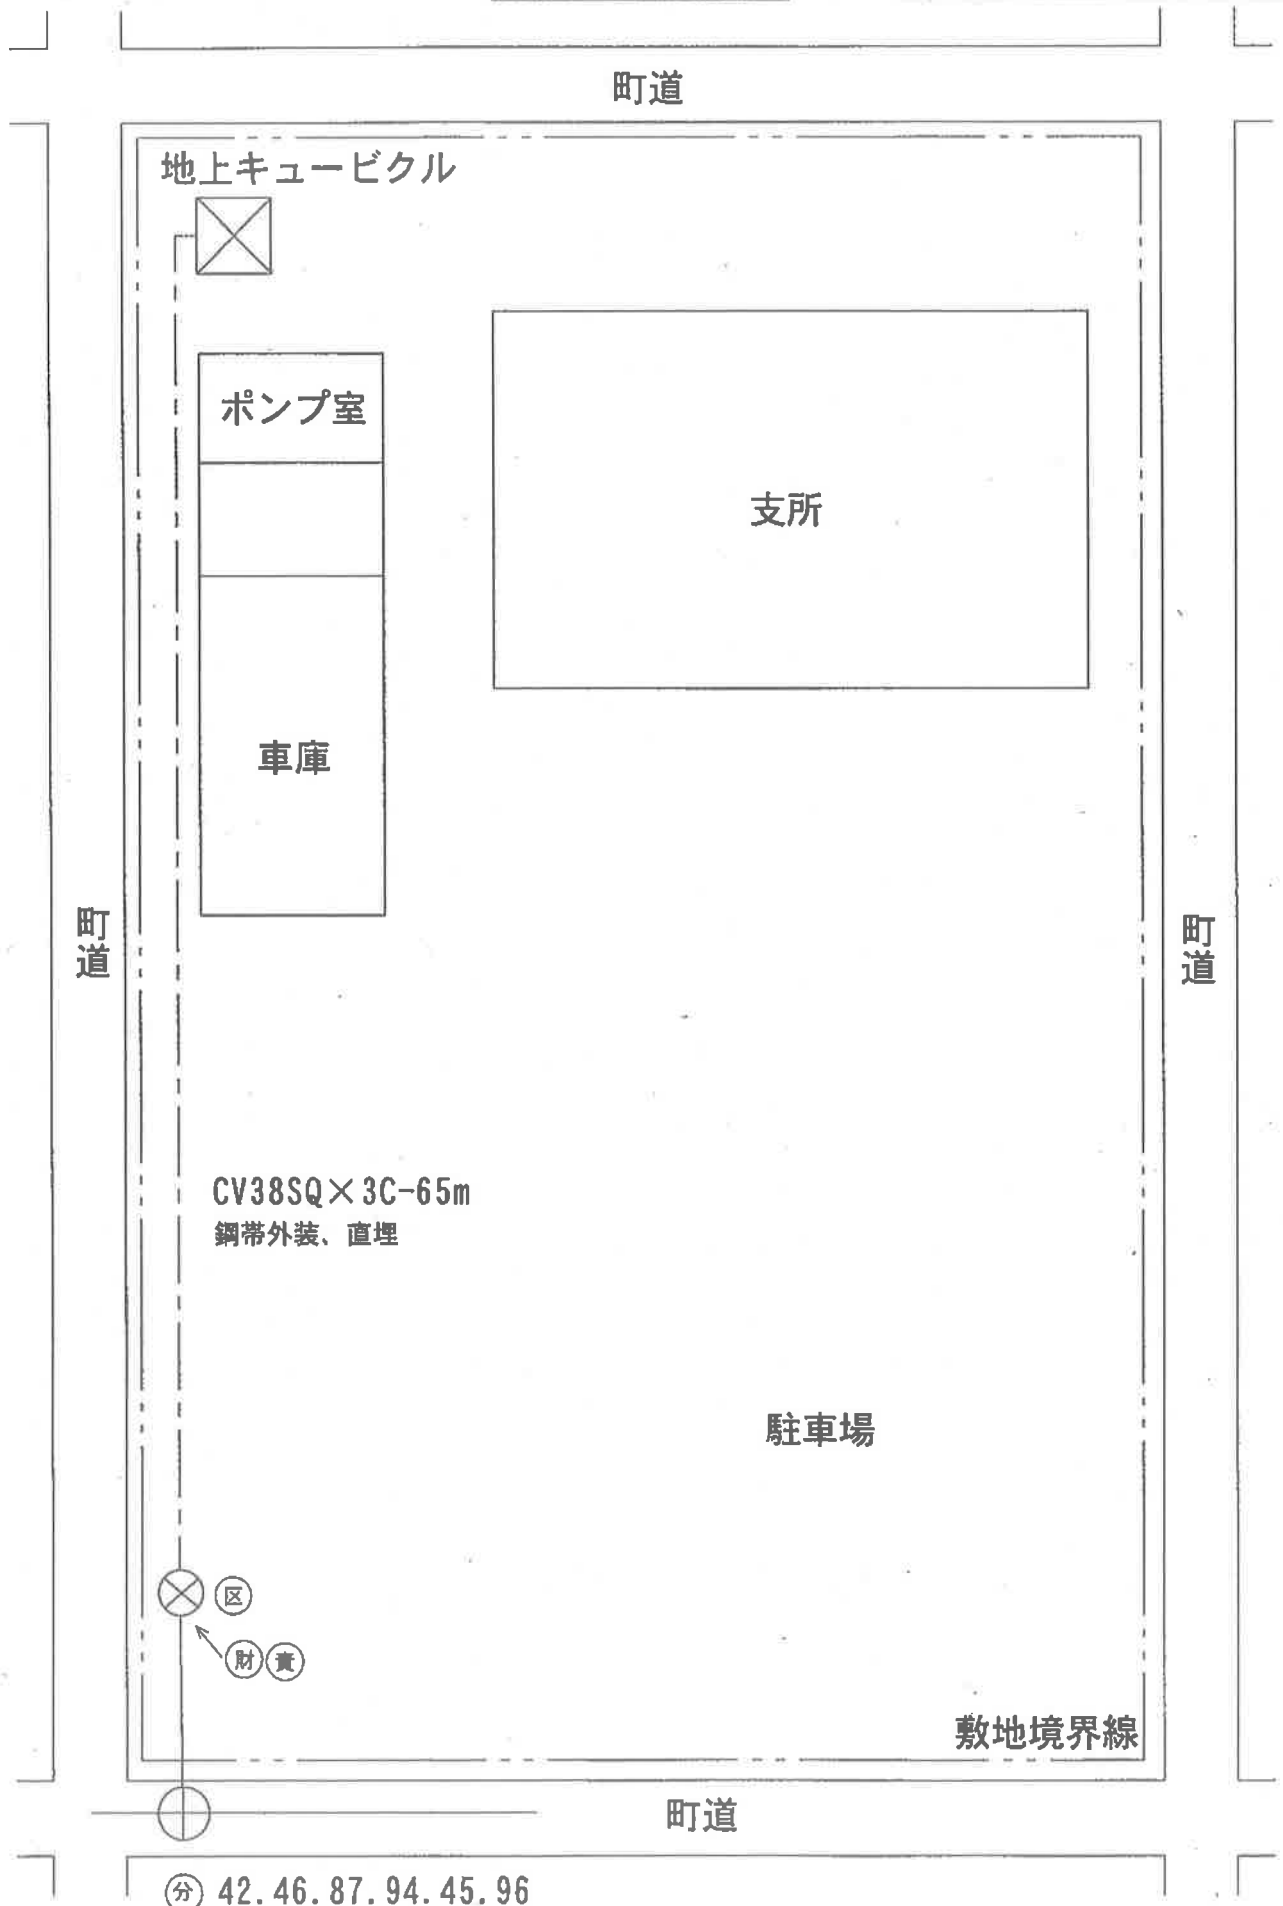 町道
地上キュービクル
ポンプ室
支所
車庫
町道
町道
CV38SQ×3C-65m
鋼帯外装、直埋
駐車場
区
財 責
敷地境界線
町道
分 42.46.87.94.45.96